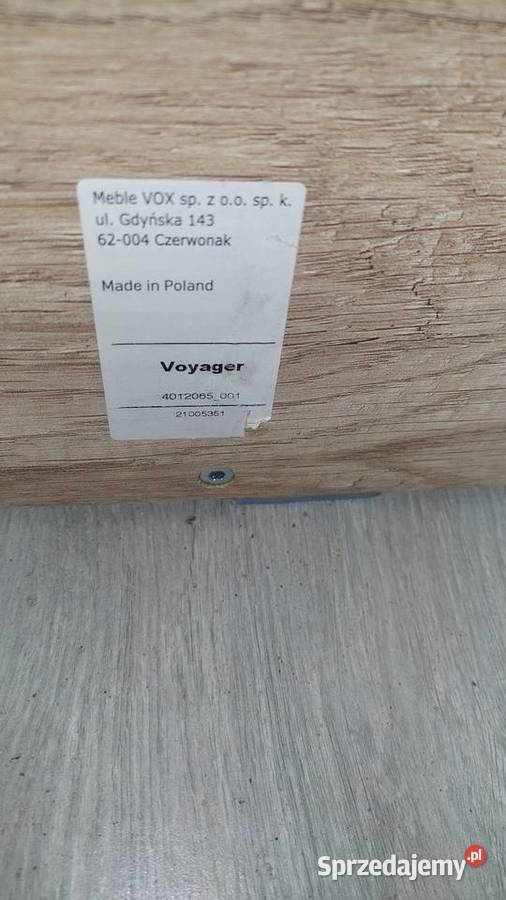 Meble VOX sp. z o.o. sp. k.
ul. Gdyńska 143
62-004 Czerwonak
Made in Poland
Voyager
4012065_001
21005351
Sprzedajemy.pl